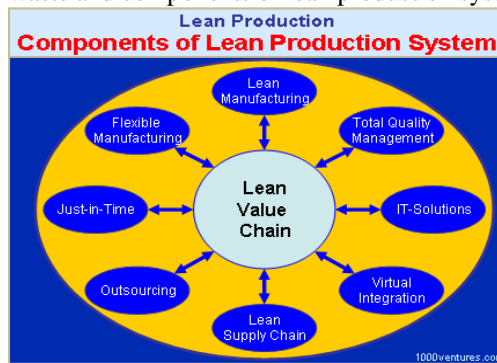 Lean Production
Components of Lean Production System
Lean
Manufacturing
Flexible
Manufacturing
Total Quality
Management
Just-in-Time
Lean
Value
Chain
IT-Solutions
Outsourcing
Virtual
Integration
Lean
Supply Chain
1000ventures.com